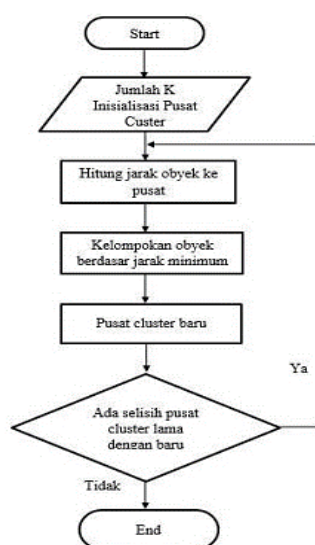 Start
Jumlah K
Inisialisasi Pusat
Custer
Hitung jarak obyek ke
pusat
Kelompokan obyek
berdasar jarak minimum
Pusat cluster baru
Ya
Ada selisih pusat
cluster lama
dengan baru
Tidak
End